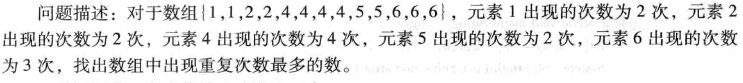 问题描述：对于数组{1,1,2,2,4,4,4,4,5,5,6,6,6}，元素 1 出现的次数为 2 次，元素 2
出现的次数为 2 次，元素 4 出现的次数为 4 次，元素 5 出现的次数为 2 次，元素 6 出现的次数
为 3 次，找出数组中出现重复次数最多的数。